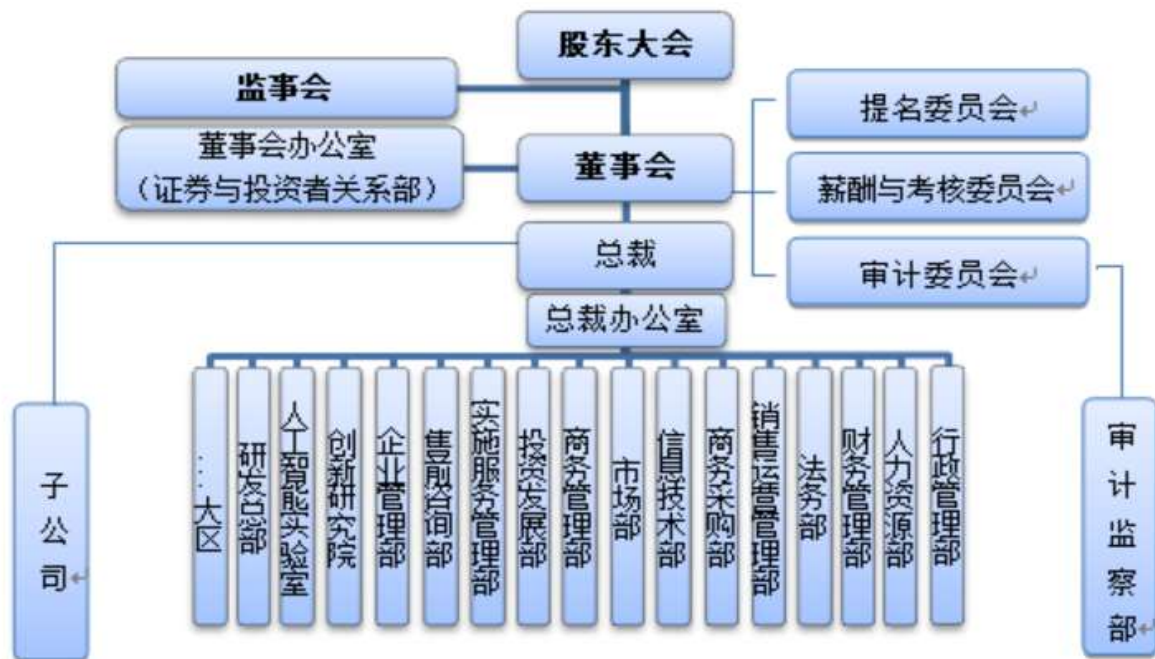 股东大会
监事会
提名委员会
董事会办公室
（证券与投资者关系部）
董事会
薪酬与考核委员会
总裁
审计委员会
总裁办公室
子公司
…大区
研发总部
人工智能实验室
创新研究院
企业管理部
售前咨询部
实施服务管理部
投资发展部
商务管理部
市场部
信息技术部
商务采购部
销售运营管理部
法务部
财务管理部
人力资源部
行政管理部
审计监察部